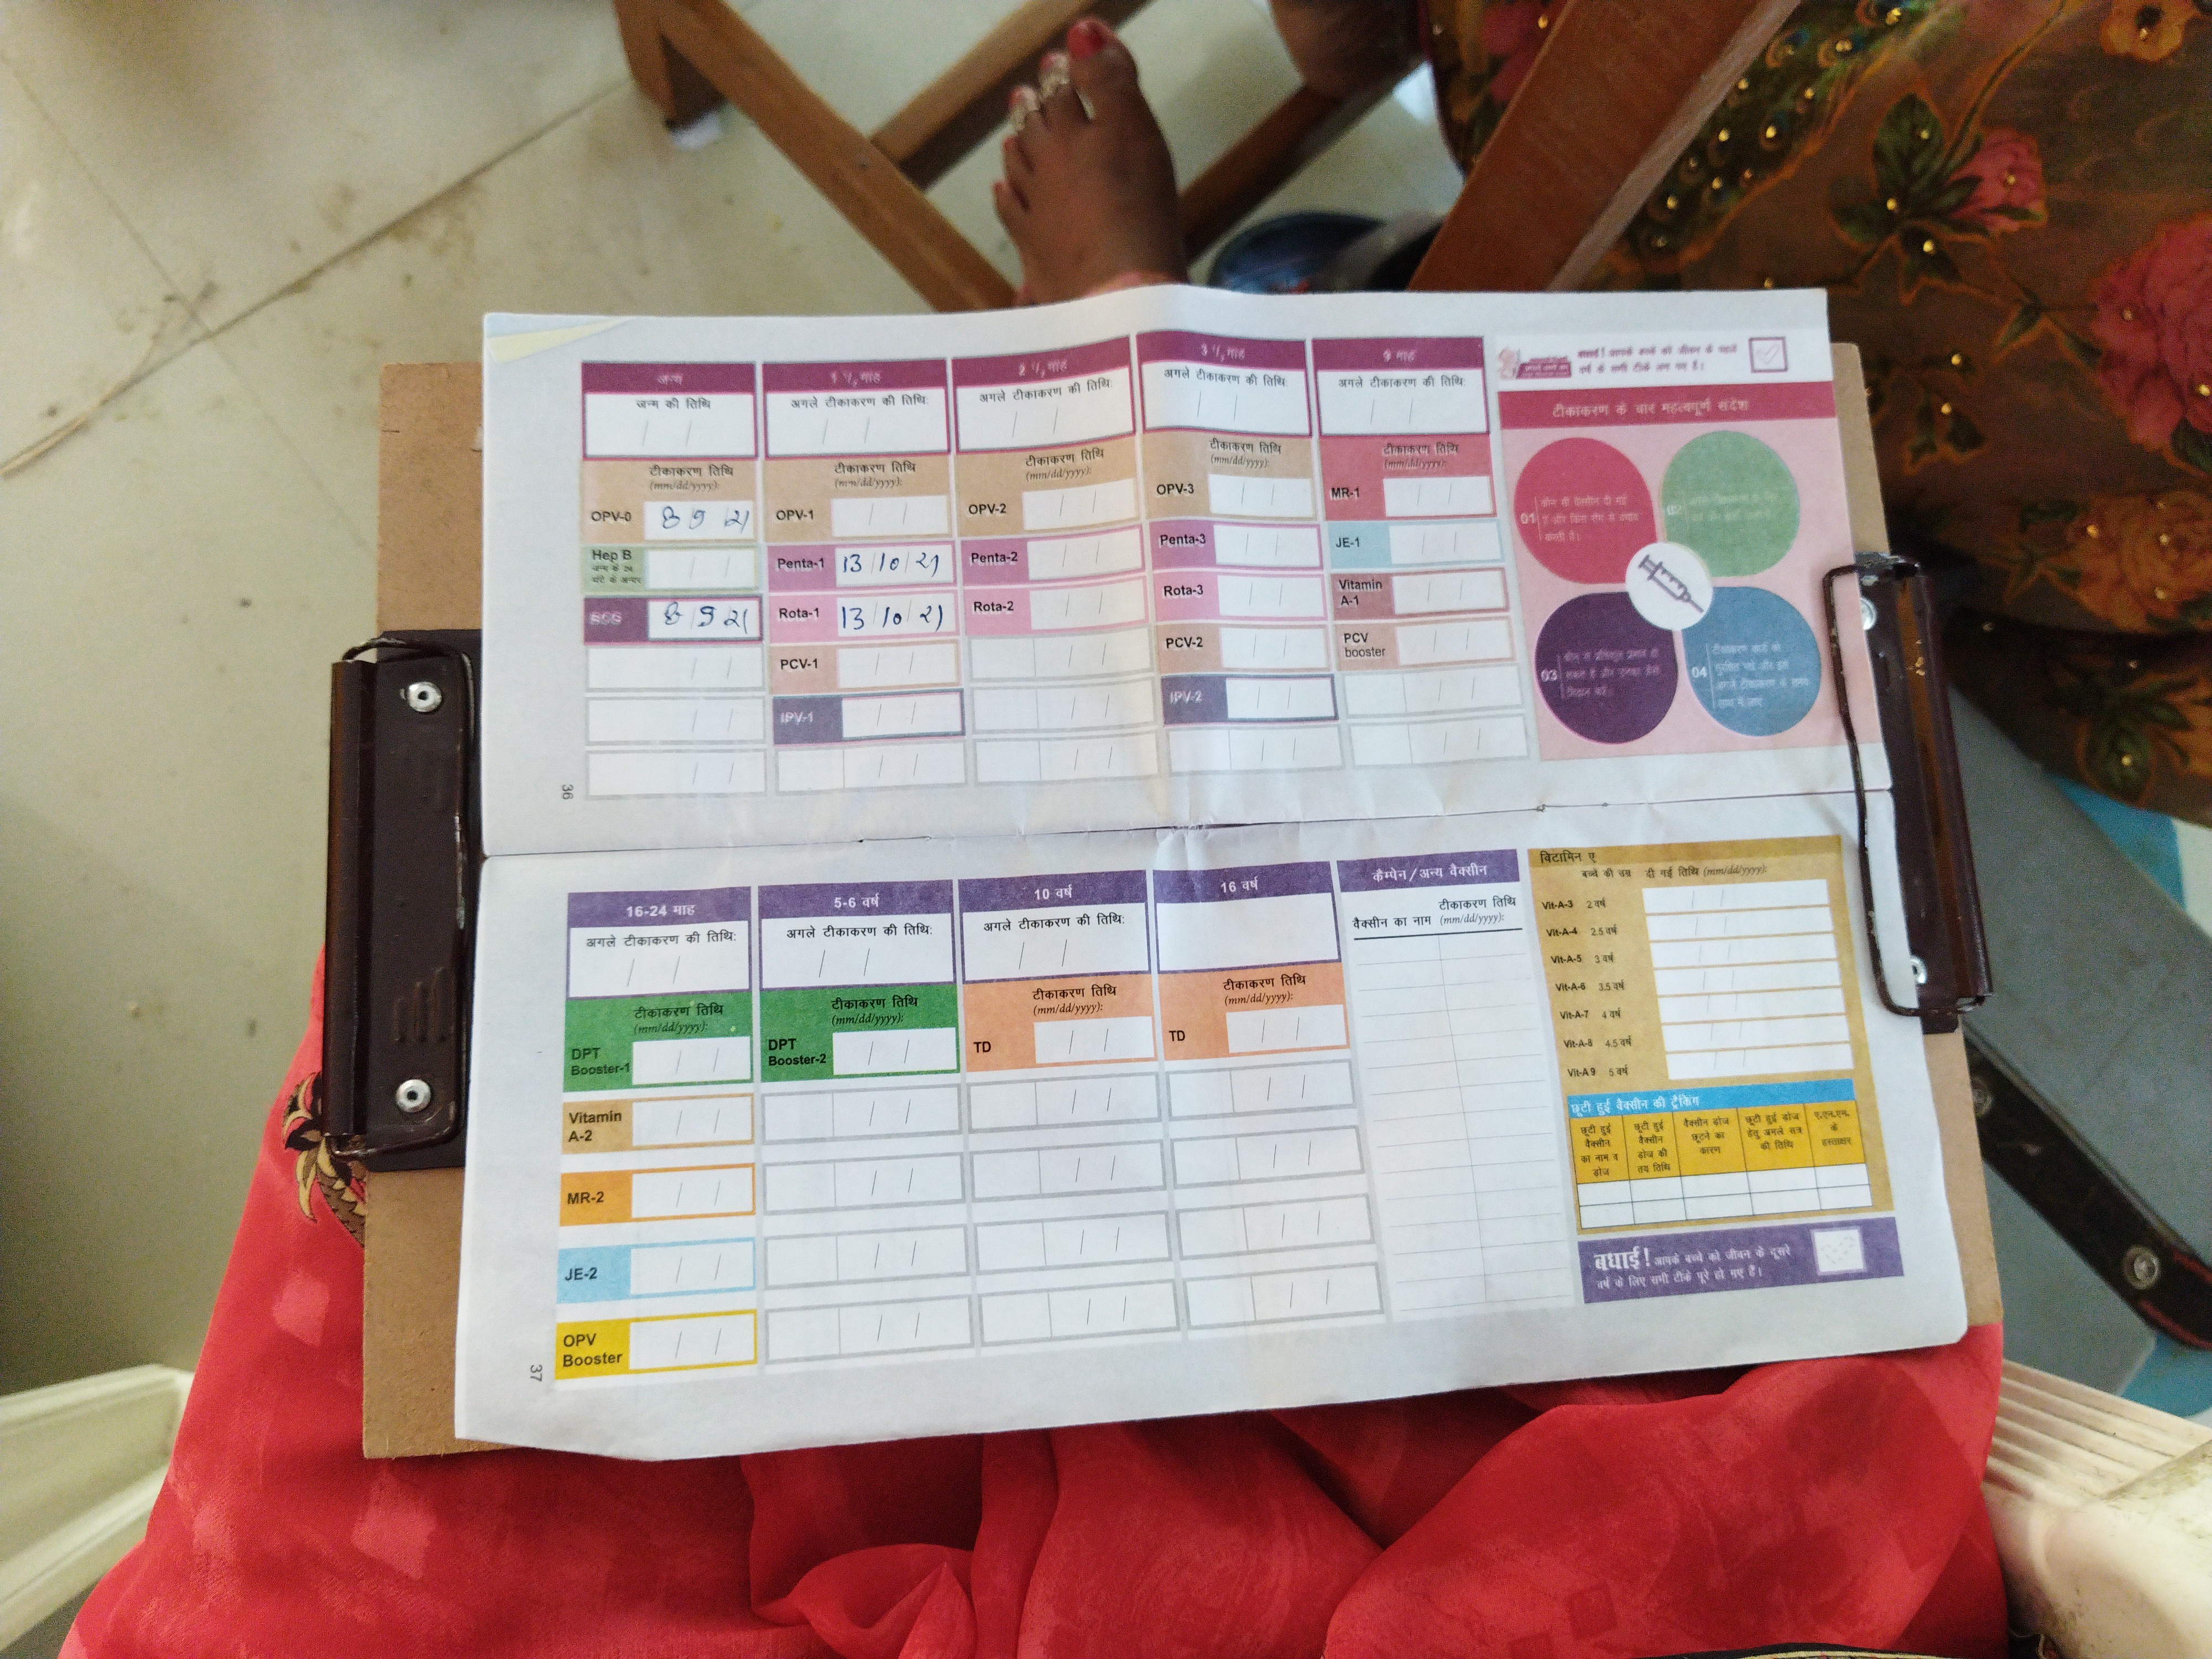 जन्म
जन्म की तिथि
टीकाकरण तिथि
(mm/dd/yyyy):
OPV-0 8 9 21
Hep B
जन्म के 24
घंटे के अन्दर
BCG 8 9 21
1 ½ माह
अगले टीकाकरण की तिथि:
टीकाकरण तिथि
(mm/dd/yyyy):
OPV-1
Penta-1 13/10/21
Rota-1 13/10/21
PCV-1
IPV-1
2 ½ माह
अगले टीकाकरण की तिथि:
टीकाकरण तिथि
(mm/dd/yyyy):
OPV-2
Penta-2
Rota-2
3 ½ माह
अगले टीकाकरण की तिथि:
टीकाकरण तिथि
(mm/dd/yyyy):
OPV-3
Penta-3
Rota-3
PCV-2
IPV-2
9 माह
अगले टीकाकरण की तिथि:
टीकाकरण तिथि
(mm/dd/yyyy):
MR-1
JE-1
Vitamin
A-1
PCV
booster
बधाई! आपके बच्चे को जीवन के पहले
वर्ष के सभी टीके लग गए हैं।
टीकाकरण के चार महत्वपूर्ण संदेश
01
02
03
04
36
16-24 माह
अगले टीकाकरण की तिथि:
टीकाकरण तिथि
(mm/dd/yyyy):
DPT
Booster-1
Vitamin
A-2
MR-2
JE-2
OPV
Booster
5-6 वर्ष
अगले टीकाकरण की तिथि:
टीकाकरण तिथि
(mm/dd/yyyy):
DPT
Booster-2
10 वर्ष
अगले टीकाकरण की तिथि:
टीकाकरण तिथि
(mm/dd/yyyy):
TD
16 वर्ष
टीकाकरण तिथि
(mm/dd/yyyy):
TD
कैम्पेन/अन्य वैक्सीन
टीकाकरण तिथि
वैक्सीन का नाम (mm/dd/yyyy):
विटामिन ए
बच्चे की उम्र दी गई तिथि (mm/dd/yyyy):
Vit-A-3 2 वर्ष
Vit-A-4 2.5 वर्ष
Vit-A-5 3 वर्ष
Vit-A-6 3.5 वर्ष
Vit-A-7 4 वर्ष
Vit-A-8 4.5 वर्ष
Vit-A 9 5 वर्ष
छूटी हुई वैक्सीन की ट्रैकिंग
छूटी हुई
वैक्सीन
का नाम व
डोज
छूटी हुई
वैक्सीन
डोज की
तय तिथि
वैक्सीन डोज
छूटने का
कारण
छूटी हुई डोज
हेतु अगले सत्र
की तिथि
ए.एन.एम.
के
हस्ताक्षर
बधाई! आपके बच्चे को जीवन के दूसरे
वर्ष के लिए सभी टीके पूरे हो गए हैं।
37